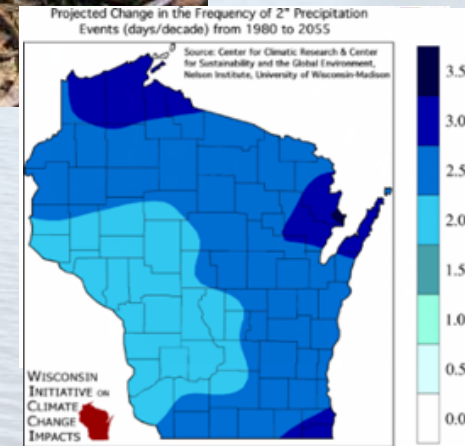 Projected Change in the Frequency of 2" Precipitation
Events (days/decade) from 1980 to 2055
Source: Center for Climatic Research & Center
for Sustainability and the Global Environment,
Nelson Institute, University of Wisconsin-Madison
3.5
3.0
2.5
2.0
1.5
1.0
0.5
0.0
WISCONSIN
INITIATIVE ON
CLIMATE
CHANGE
IMPACTS